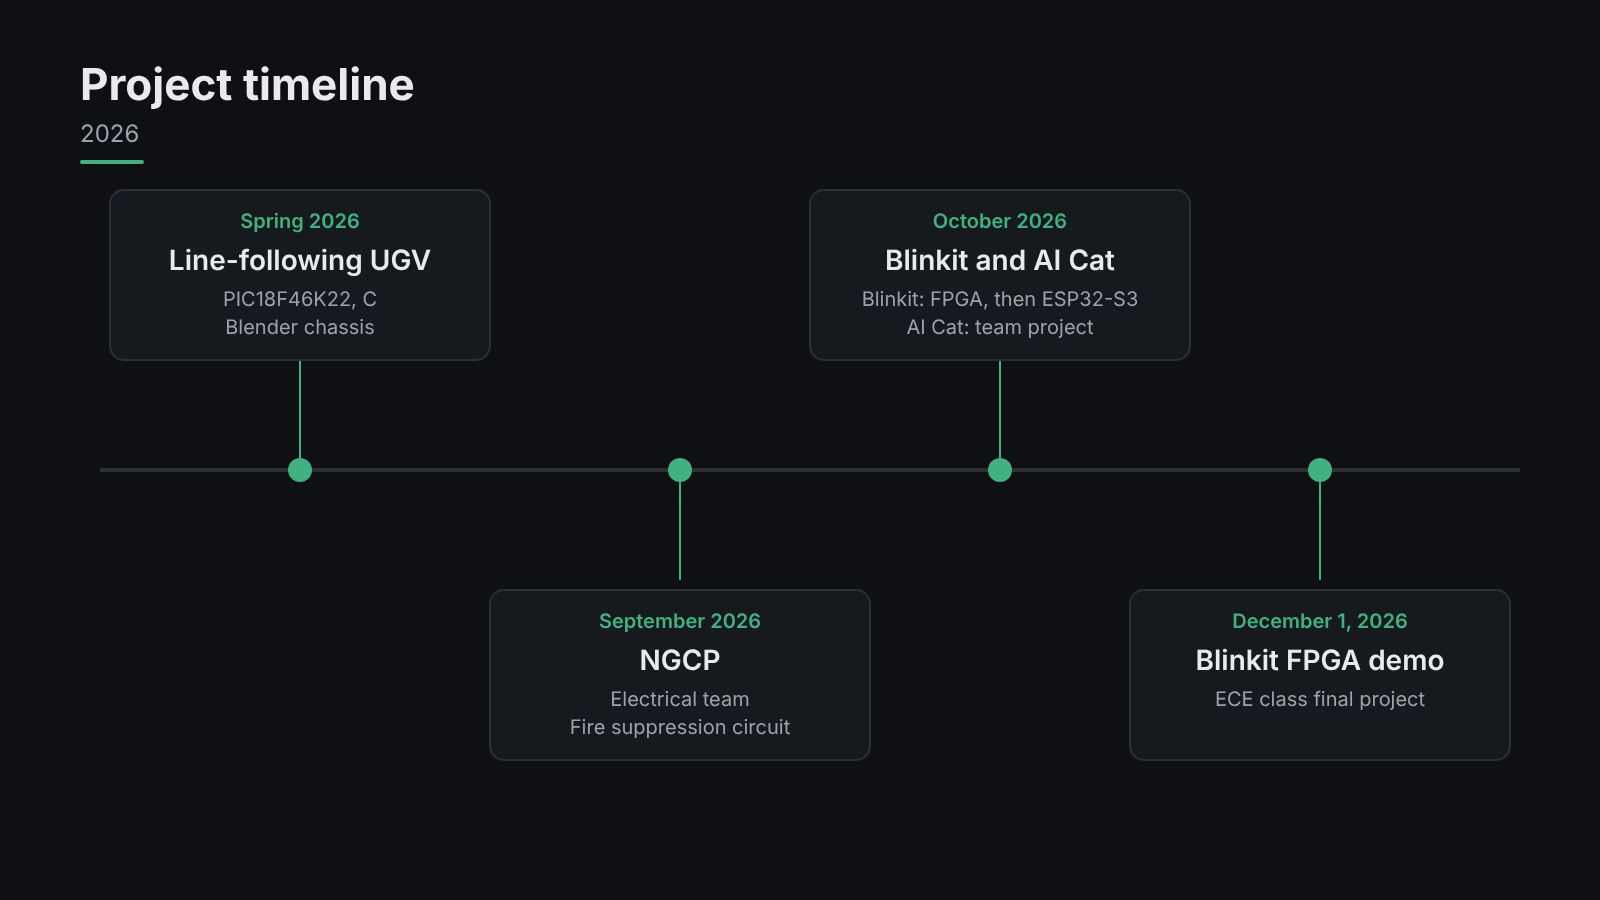 Project timeline
2026
Spring 2026
Line-following UGV
PIC18F46K22, C
Blender chassis
October 2026
Blinkit and AI Cat
Blinkit: FPGA, then ESP32-S3
AI Cat: team project
September 2026
NGCP
Electrical team
Fire suppression circuit
December 1, 2026
Blinkit FPGA demo
ECE class final project